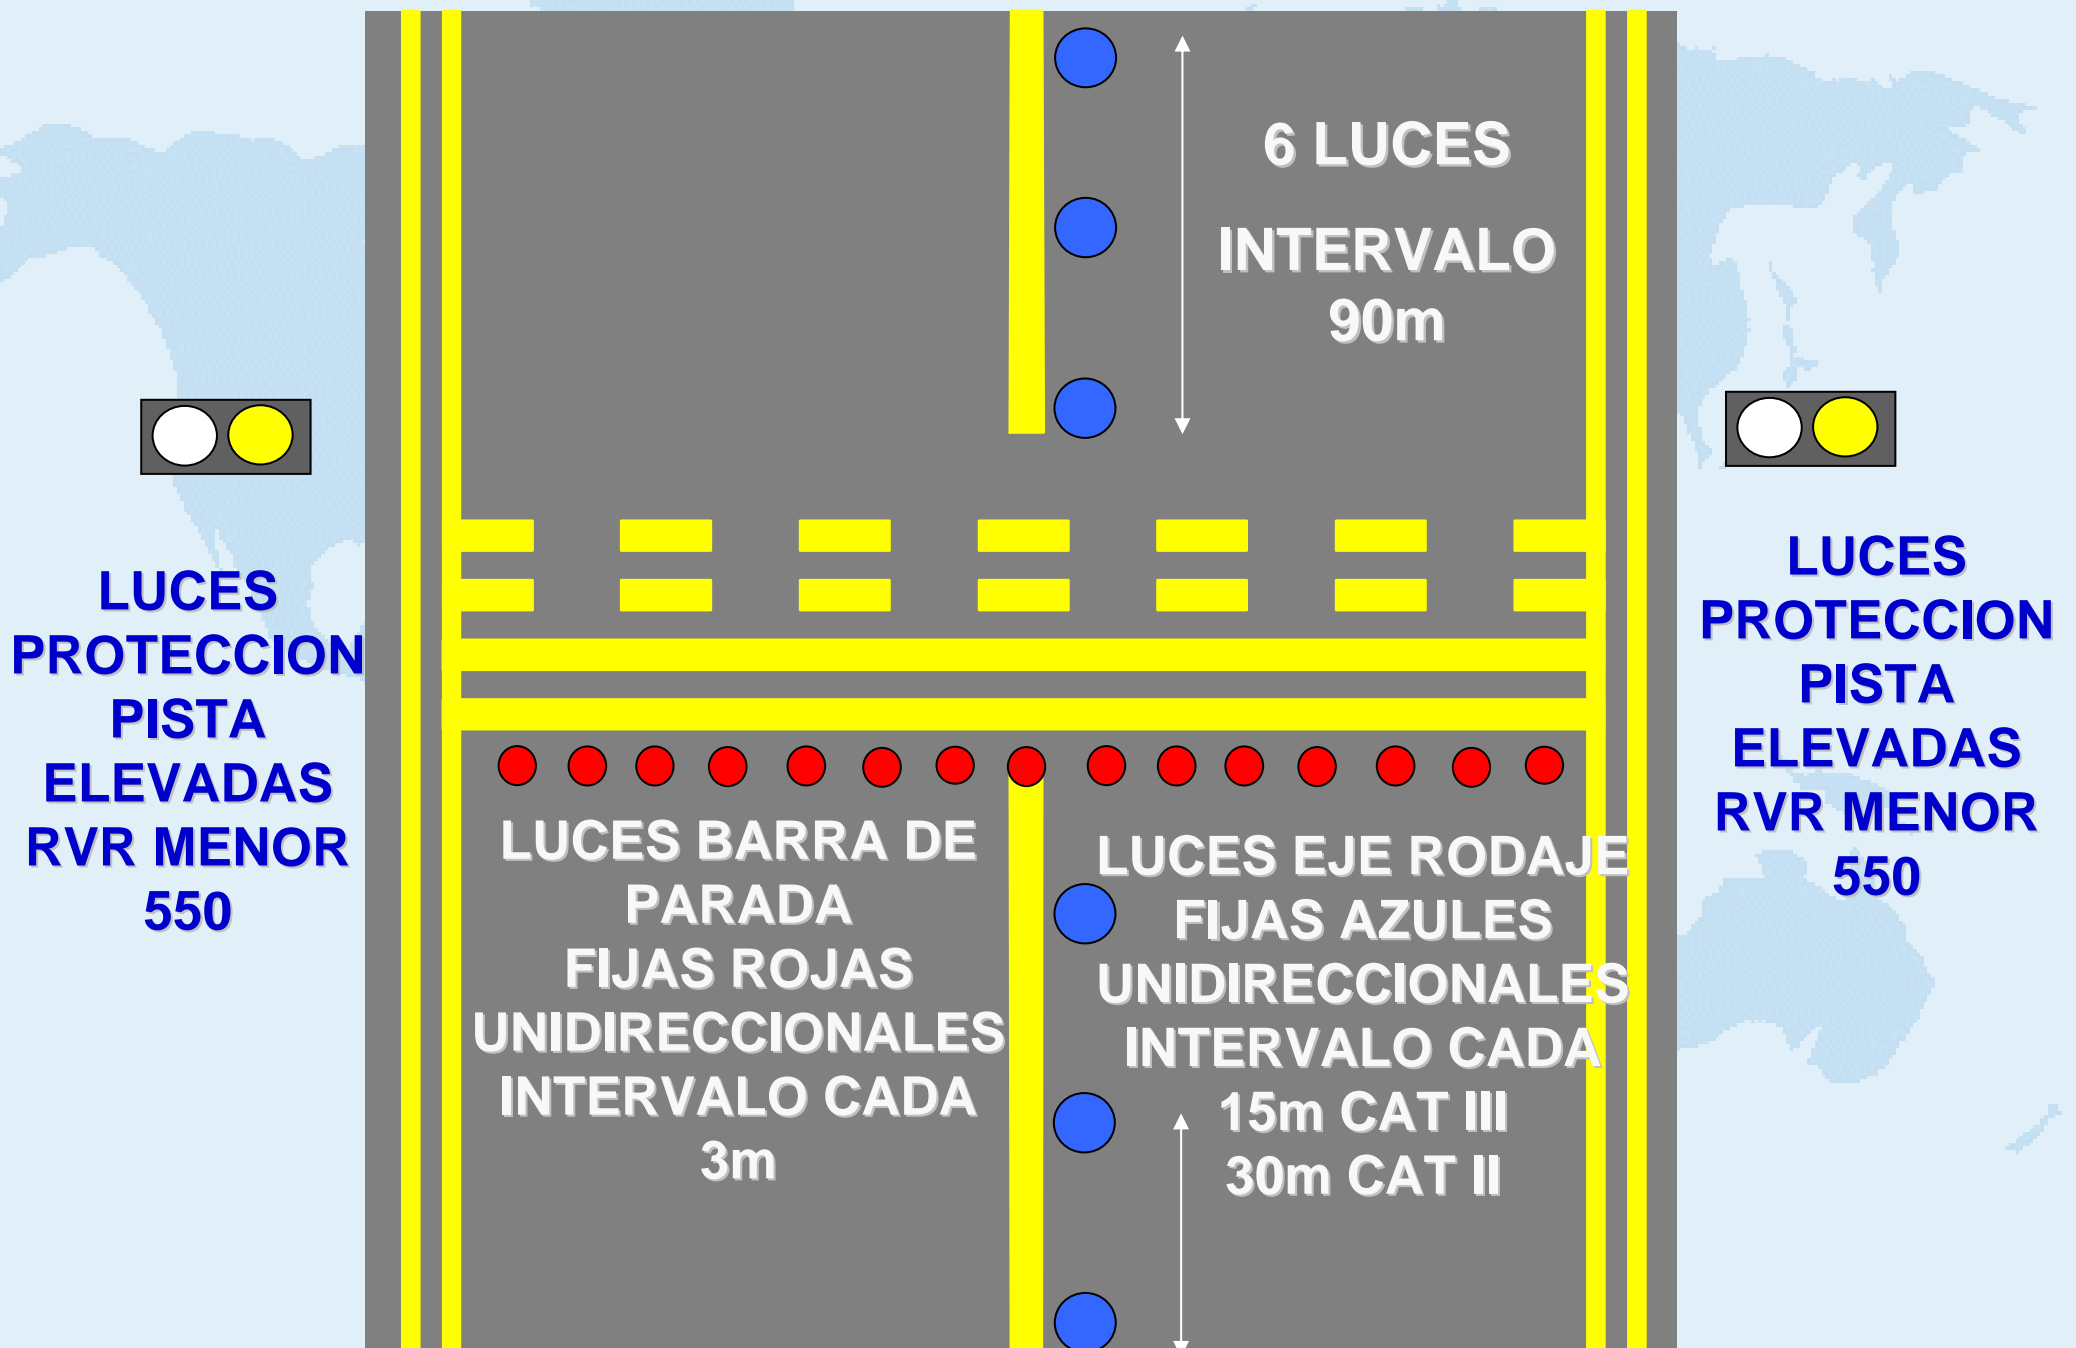 6 LUCES
INTERVALO
90m
LUCES
PROTECCION
PISTA
ELEVADAS
RVR MENOR
550
LUCES BARRA DE
PARADA
FIJAS ROJAS
UNIDIRECCIONALES
INTERVALO CADA
3m
LUCES EJE RODAJE
FIJAS AZULES
UNIDIRECCIONALES
INTERVALO CADA
15m CAT III
30m CAT II
LUCES
PROTECCION
PISTA
ELEVADAS
RVR MENOR
550